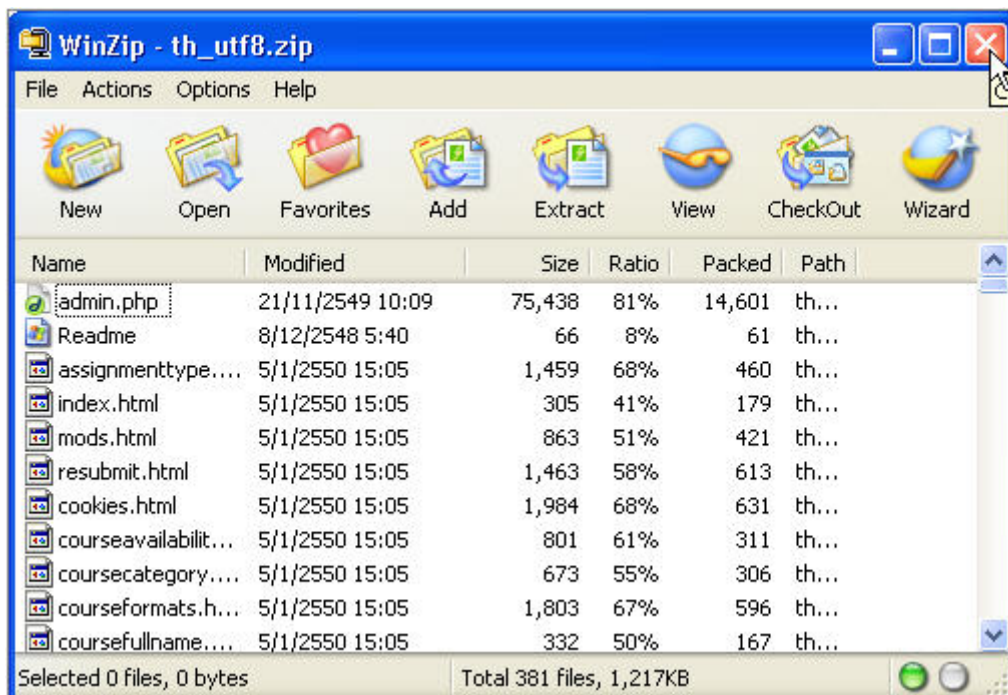 WinZip - th_utf8.zip
File Actions Options Help
New Open Favorites Add Extract View CheckOut Wizard
Name Modified Size Ratio Packed Path
admin.php 21/11/2549 10:09 75,438 81% 14,601 th...
Readme 8/12/2548 5:40 66 8% 61 th...
assignmenttype.... 5/1/2550 15:05 1,459 68% 460 th...
index.html 5/1/2550 15:05 305 41% 179 th...
mods.html 5/1/2550 15:05 863 51% 421 th...
resubmit.html 5/1/2550 15:05 1,463 58% 613 th...
cookies.html 5/1/2550 15:05 1,984 68% 631 th...
courseavailabilit... 5/1/2550 15:05 801 61% 311 th...
coursecategory.... 5/1/2550 15:05 673 55% 306 th...
courseformats.h... 5/1/2550 15:05 1,803 67% 596 th...
coursefullname.... 5/1/2550 15:05 332 50% 167 th...
Selected 0 files, 0 bytes Total 381 files, 1,217KB